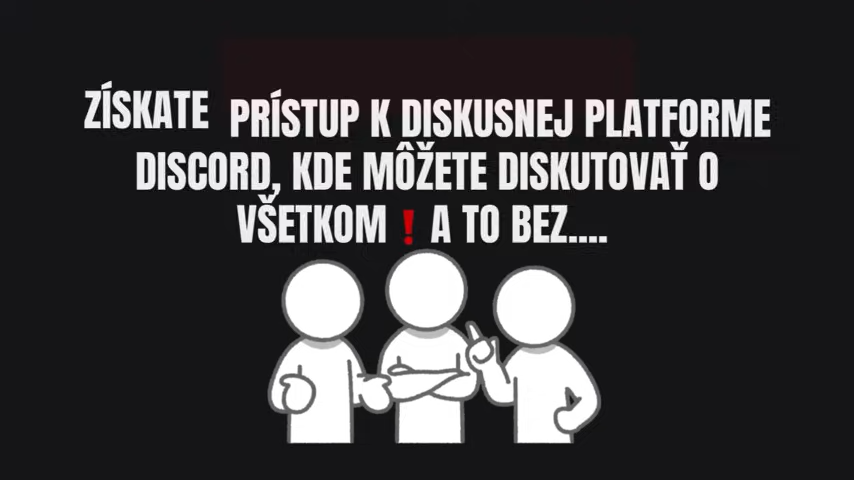 ZÍSKATE PRÍSTUP K DISKUSNEJ PLATFORME
DISCORD, KDE MÔŽETE DISKUTOVAŤ O
VŠETKOM❗A TO BEZ....